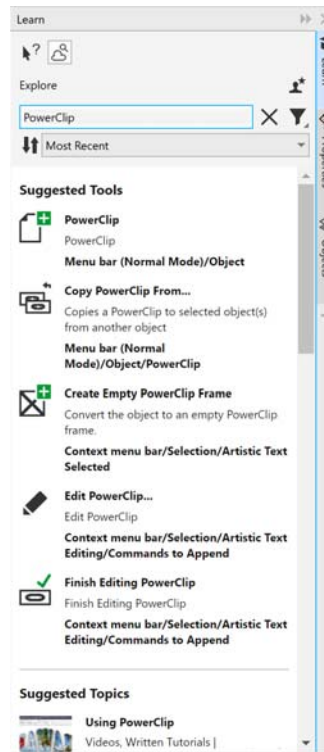 Learn
Explore
PowerClip
Most Recent
Suggested Tools
PowerClip
PowerClip
Menu bar (Normal Mode)/Object
Copy PowerClip From...
Copies a PowerClip to selected object(s)
from another object
Menu bar (Normal
Mode)/Object/PowerClip
Create Empty PowerClip Frame
Convert the object to an empty PowerClip
frame.
Context menu bar/Selection/Artistic Text
Selected
Edit PowerClip...
Edit PowerClip
Context menu bar/Selection/Artistic Text
Editing/Commands to Append
Finish Editing PowerClip
Finish Editing PowerClip
Context menu bar/Selection/Artistic Text
Editing/Commands to Append
Suggested Topics
Using PowerClip
Videos, Written Tutorials |